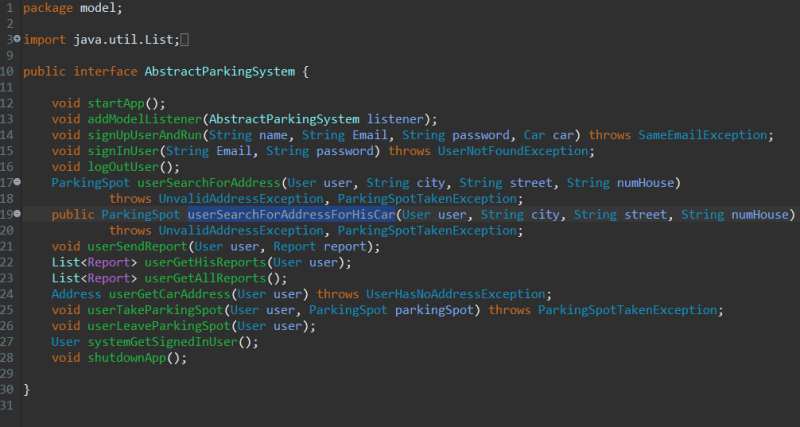 1 package model;
2
3 import java.util.List;
9
10 public interface AbstractParkingSystem {
11
12 void startApp();
13 void addModelListener(AbstractParkingSystem listener);
14 void signUpUserAndRun(String name, String Email, String password, Car car) throws SameEmailException;
15 void signInUser(String Email, String password) throws UserNotFoundException;
16 void logOutUser();
17 ParkingSpot userSearchForAddress(User user, String city, String street, String numHouse)
18 throws UnvalidAddressException, ParkingSpotTakenException;
19 public ParkingSpot userSearchForAddressForHisCar(User user, String city, String street, String numHouse)
20 throws UnvalidAddressException, ParkingSpotTakenException;
21 void userSendReport(User user, Report report);
22 List<Report> userGetHisReports(User user);
23 List<Report> userGetAllReports();
24 Address userGetCarAddress(User user) throws UserHasNoAddressException;
25 void userTakeParkingSpot(User user, ParkingSpot parkingSpot) throws ParkingSpotTakenException;
26 void userLeaveParkingSpot(User user);
27 User systemGetSignedInUser();
28 void shutdownApp();
29
30 }
31